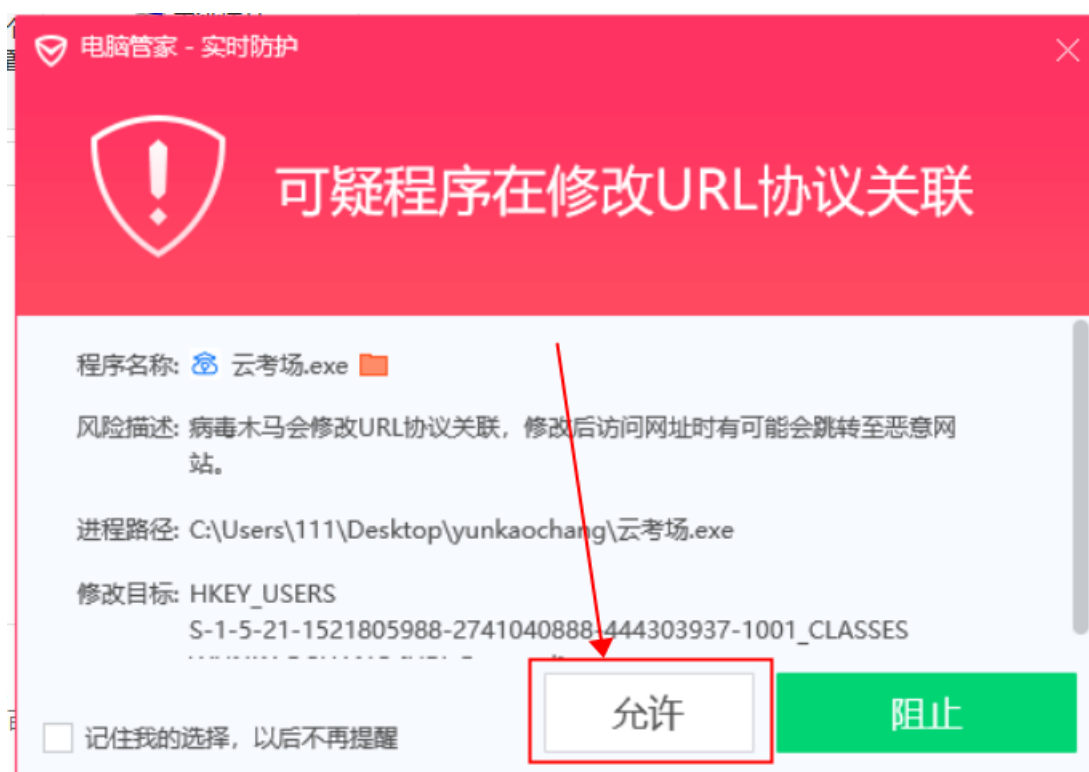 电脑管家 - 实时防护
可疑程序在修改URL协议关联
程序名称: 云考场.exe
风险描述: 病毒木马会修改URL协议关联，修改后访问网址时有可能会跳转至恶意网
站。
进程路径: C:\Users\111\Desktop\yunkaochang\云考场.exe
修改目标: HKEY_USERS
S-1-5-21-1521805988-2741040888-444303937-1001_CLASSES
记住我的选择，以后不再提醒
允许
阻止